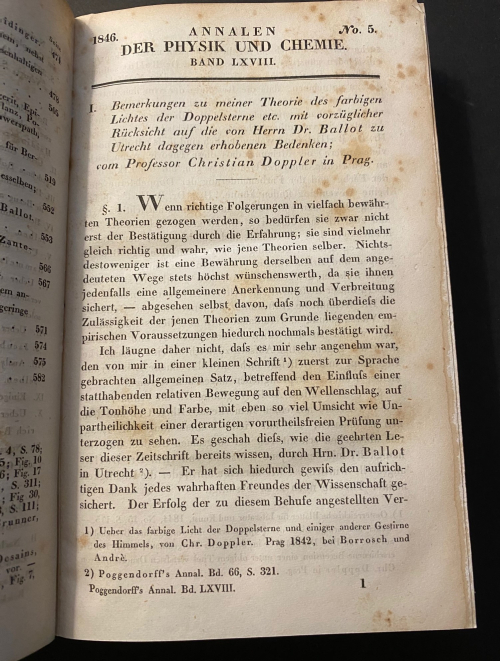 1846.
ANNALEN
No. 5.
DER PHYSIK UND CHEMIE.
BAND LXVIII.
I. Bemerkungen zu meiner Theorie des farbigen
Lichtes der Doppelsterne etc. mit vorzüglicher
Rücksicht auf die von Herrn Dr. Ballot zu
Utrecht dagegen erhobenen Bedenken;
vom Professor Christian Doppler in Prag.
§. 1. Wenn richtige Folgerungen in vielfach bewähr-
ten Theorien gezogen werden, so bedürfen sie zwar nicht
erst der Bestätigung durch die Erfahrung; sie sind vielmehr
gleich richtig und wahr, wie jene Theorien selber. Nichts-
destoweniger ist eine Bewährung derselben auf dem ange-
deuteten Wege stets höchst wünschenswerth, da sie ihnen
jedenfalls eine allgemeinere Anerkennung und Verbreitung
sichert, — abgesehen selbst davon, daſs noch überdieſs die
Zulässigkeit der jenen Theorien zum Grunde liegenden em-
pirischen Voraussetzungen hiedurch nochmals bestätigt wird.
Ich läugne daher nicht, daſs es mir sehr angenehm war,
den von mir in einer kleinen Schrift ¹) zuerst zur Sprache
gebrachten allgemeinen Satz, betreffend den Einfluſs einer
statthabenden relativen Bewegung auf den Wellenschlag, auf
die Tonhöhe und Farbe, mit eben so viel Umsicht wie Un-
partheilichkeit einer derartigen vorurtheilsfreien Prüfung un-
terzogen zu sehen. Es geschah dieſs, wie die geehrten Le-
ser dieser Zeitschrift bereits wissen, durch Hrn. Dr. Ballot
in Utrecht ²). — Er hat sich hiedurch gewiſs den aufrich-
tigen Dank jedes wahrhaften Freundes der Wissenschaft ge-
sichert. Der Erfolg der zu diesem Behufe angestellten Ver-
1) Ueber das farbige Licht der Doppelsterne und einiger anderer Gestirne
des Himmels, von Chr. Doppler. Prag 1842, bei Borrosch und
Andrè.
2) Poggendorff's Annal. Bd. 66, S. 321.
Poggendorff's Annal. Bd. LXVIII.
1
471
552
553
566
567
571
574
575
582